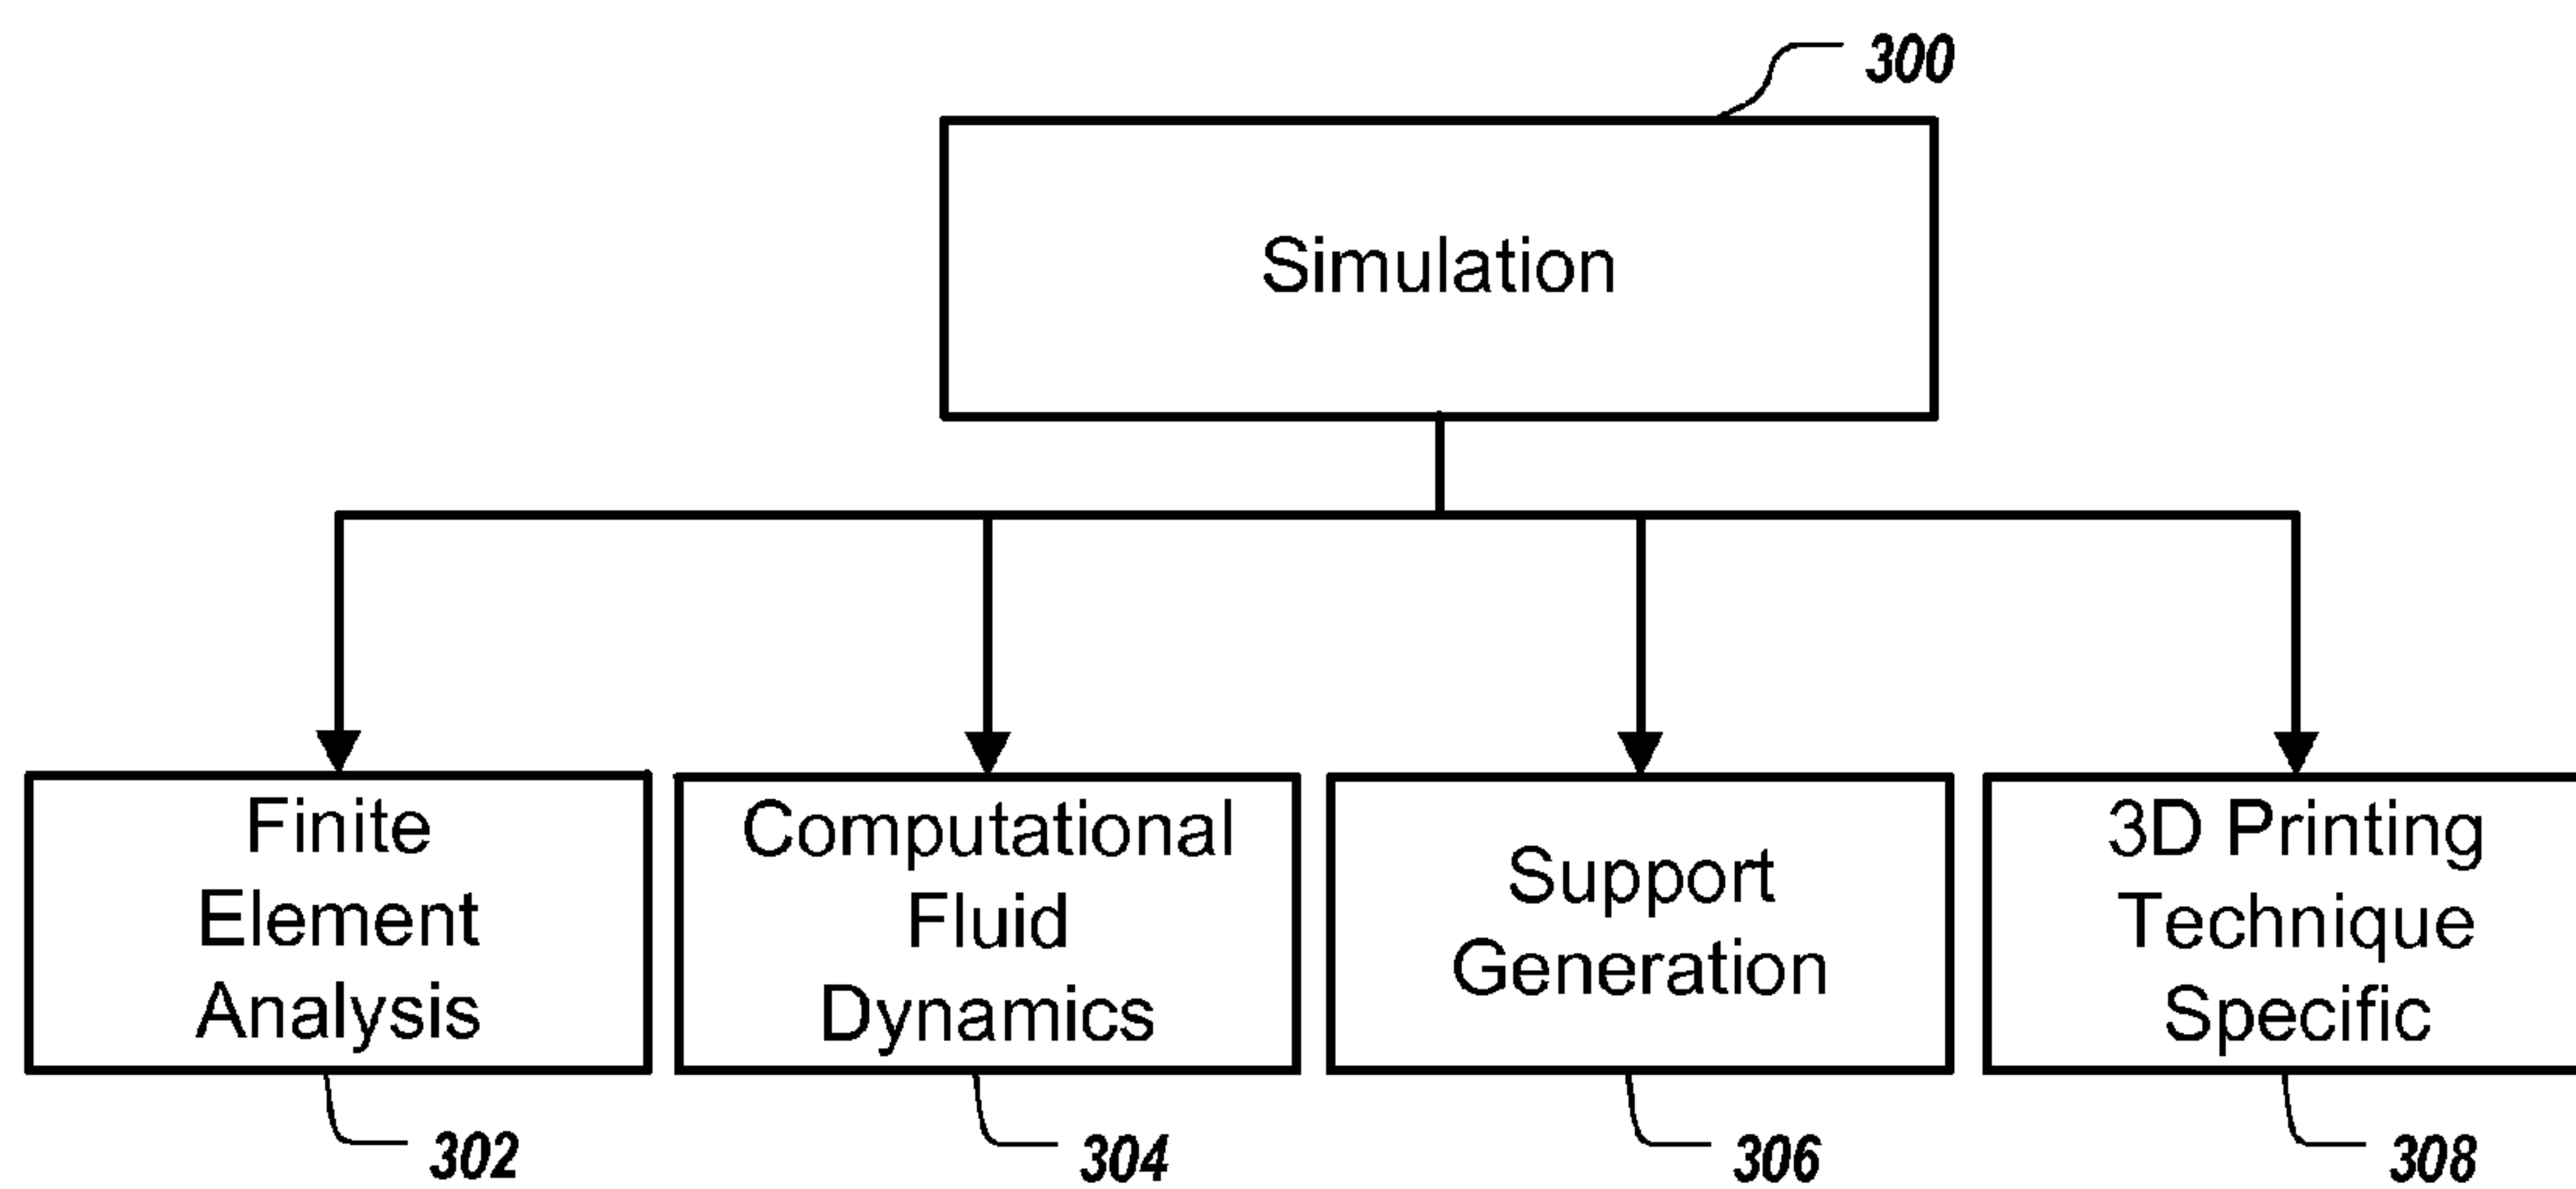 300
Simulation
Finite
Element
Analysis
Computational
Fluid
Dynamics
Support
Generation
3D Printing
Technique
Specific
302
304
306
308